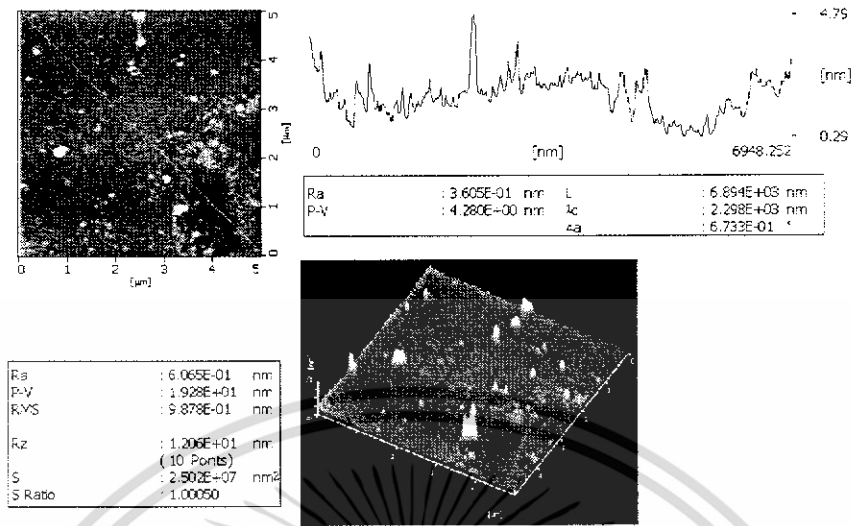 5
4
3
2
1
0
[µm]
0 1 2 3 4 5
[µm]
4.79
[nm]
0.29
0 [nm] 6948.252
Ra : 3.605E-01 nm L : 6.894E+03 nm
P-V : 4.280E+00 nm λc : 2.298E+03 nm
: 6.733E-01 °
Ra : 6.065E-01 nm
P-V : 1.928E+01 nm
RMS : 9.878E-01 nm
Rz : 1.206E+01 nm
(10 Points)
S : 2.502E+07 nm2
S Ratio : 1.00050